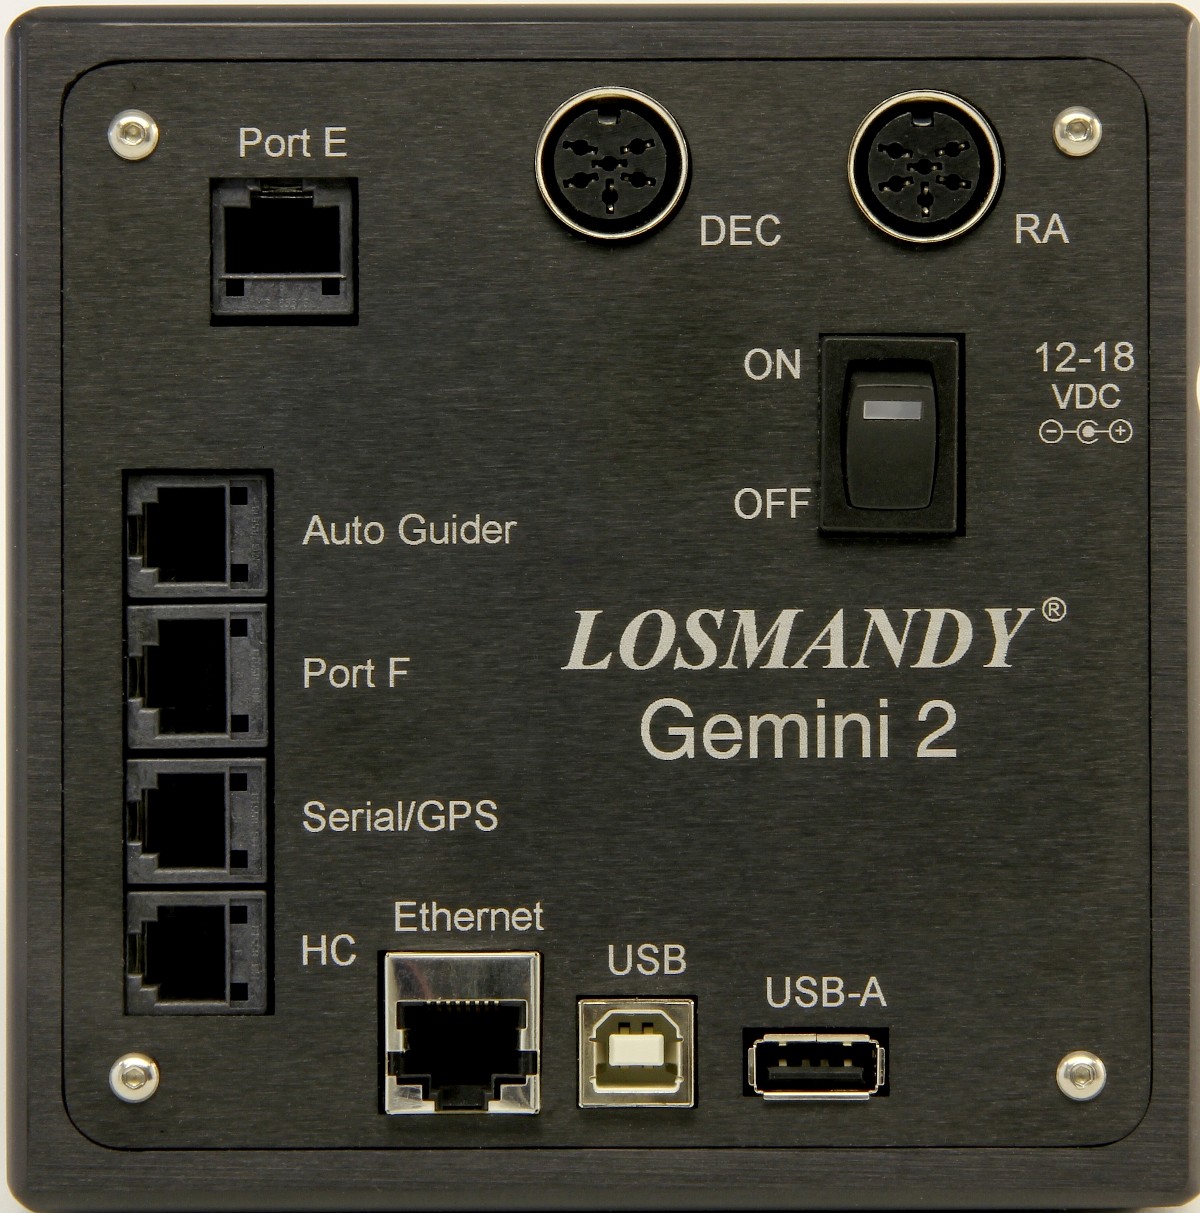 Port E
DEC
RA
ON
OFF
12-18
VDC
Auto Guider
Port F
Serial/GPS
HC
LOSMANDY®
Gemini 2
Ethernet
USB
USB-A